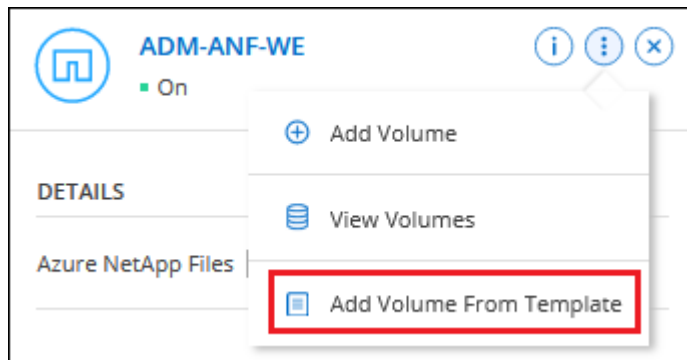 ADM-ANF-WE
On
Add Volume
DETAILS
View Volumes
Azure NetApp Files
Add Volume From Template